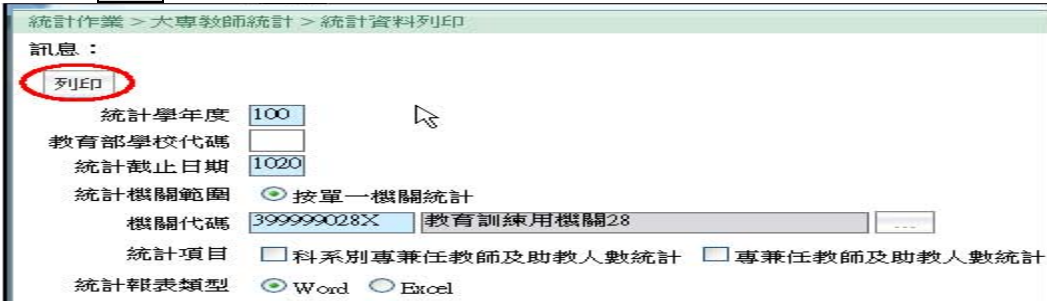 統計作業 > 大專教師統計 > 統計資料列印
訊息：
列印
統計學年度 100
教育部學校代碼
統計截止日期 1020
統計機關範圍 按單一機關統計
機關代碼 399999028X 教育訓練用機關28 ...
統計項目 科系別專兼任教師及助教人數統計 專兼任教師及助教人數統計
統計報表類型 Word Excel